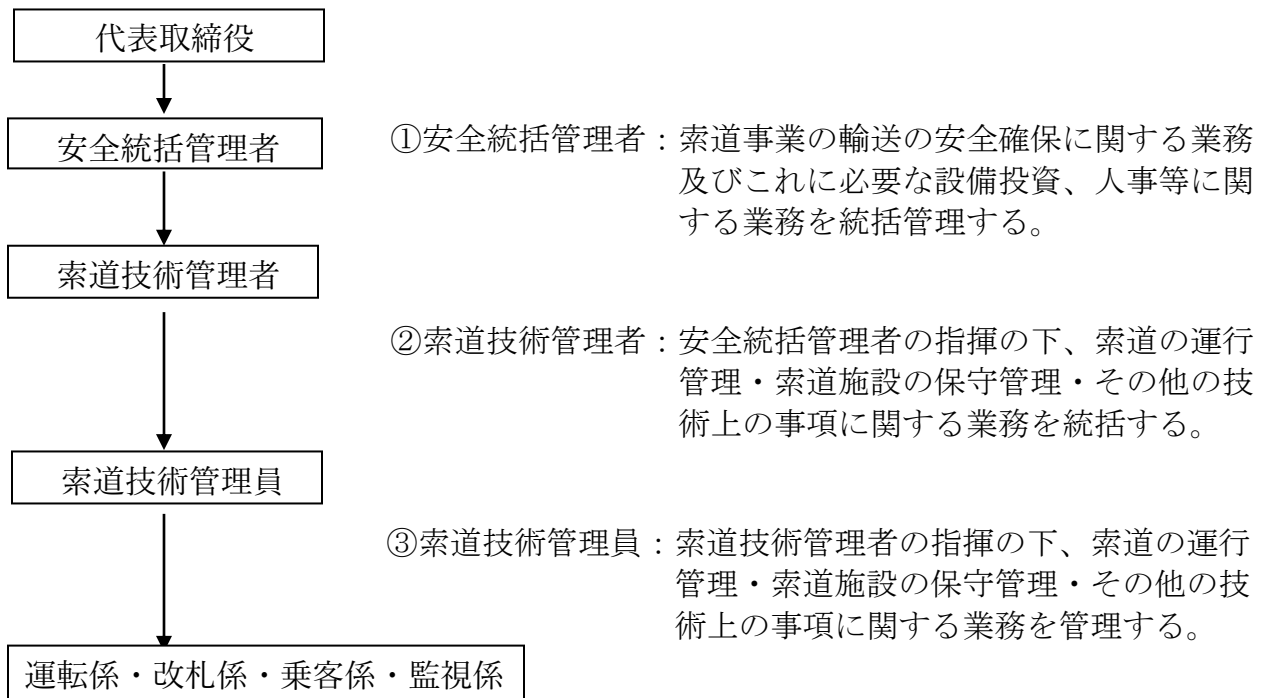 代表取締役
安全統括管理者
①安全統括管理者：索道事業の輸送の安全確保に関する業務
及びこれに必要な設備投資、人事等に関
する業務を統括管理する。
索道技術管理者
②索道技術管理者：安全統括管理者の指揮の下、索道の運行
管理・索道施設の保守管理・その他の技
術上の事項に関する業務を統括する。
索道技術管理員
③索道技術管理員：索道技術管理者の指揮の下、索道の運行
管理・索道施設の保守管理・その他の技
術上の事項に関する業務を管理する。
運転係・改札係・乗客係・監視係